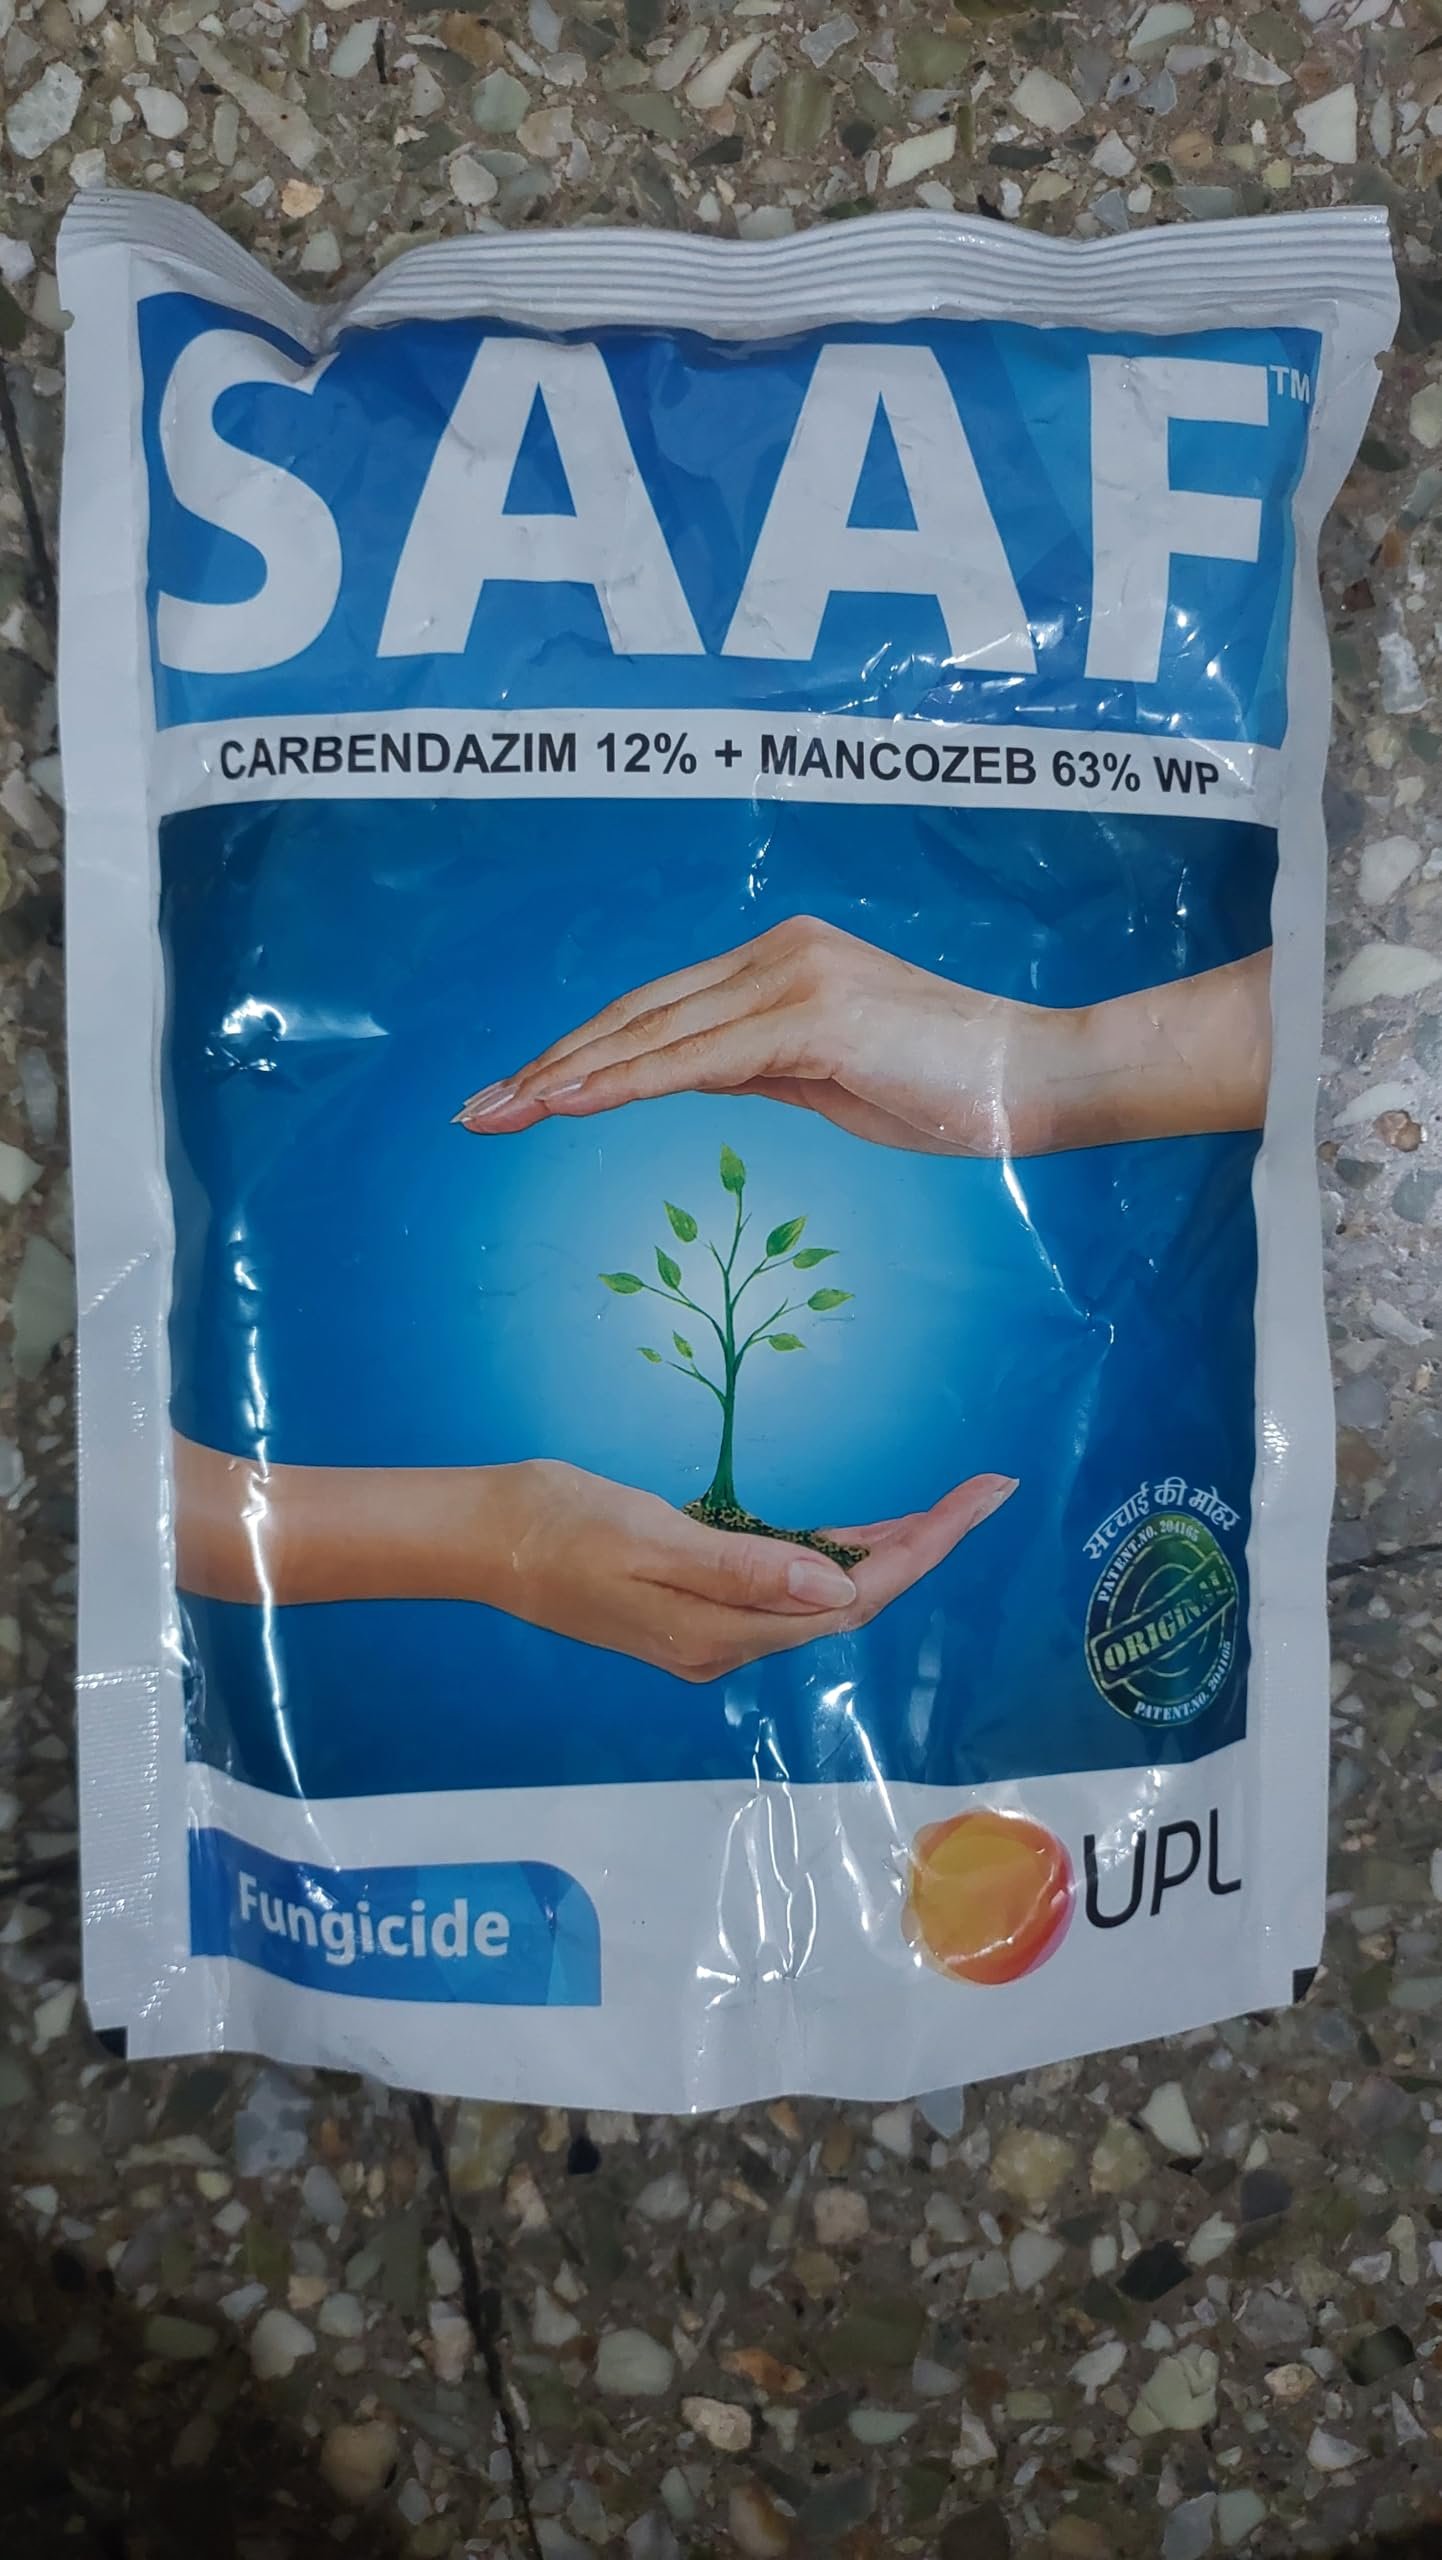 SAAF™
CARBENDAZIM 12% + MANCOZEB 63% WP
सच्चाई की मोहर
PATENT.NO. 204165
ORIGINAL
PATENT.NO. 204165
Fungicide
UPL